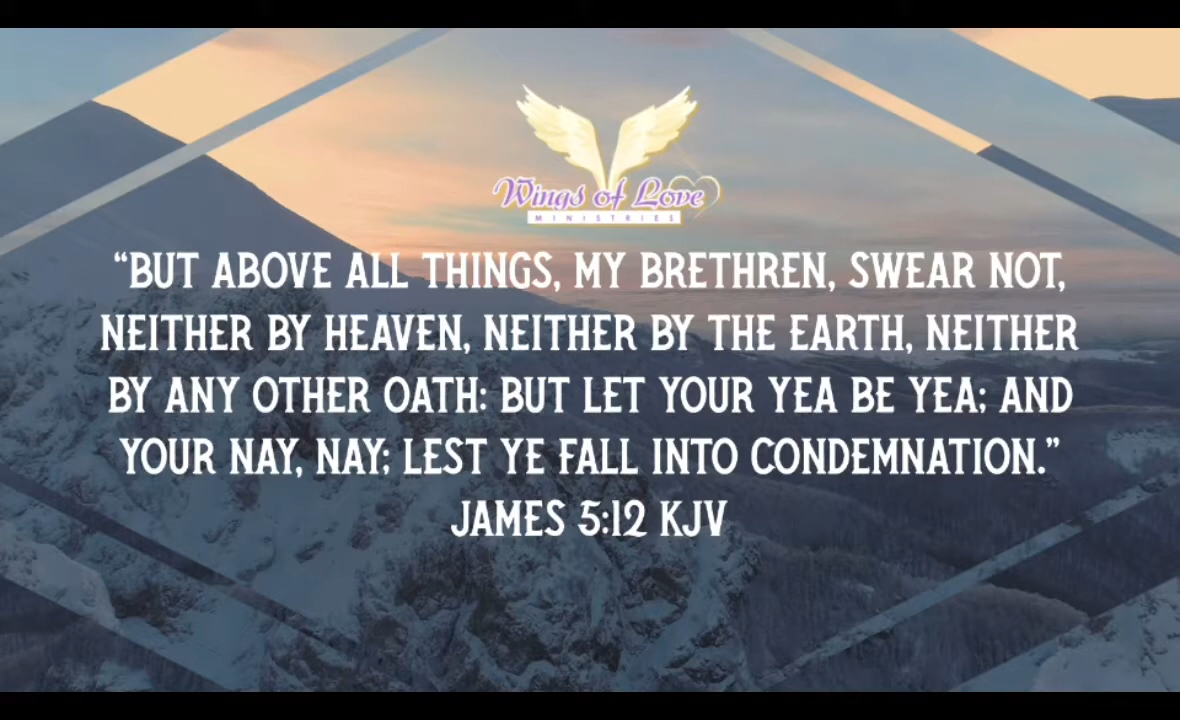 Wings of Love
MINISTRIES
“BUT ABOVE ALL THINGS, MY BRETHREN, SWEAR NOT,
NEITHER BY HEAVEN, NEITHER BY THE EARTH, NEITHER
BY ANY OTHER OATH: BUT LET YOUR YEA BE YEA; AND
YOUR NAY, NAY; LEST YE FALL INTO CONDEMNATION.”
JAMES 5:12 KJV